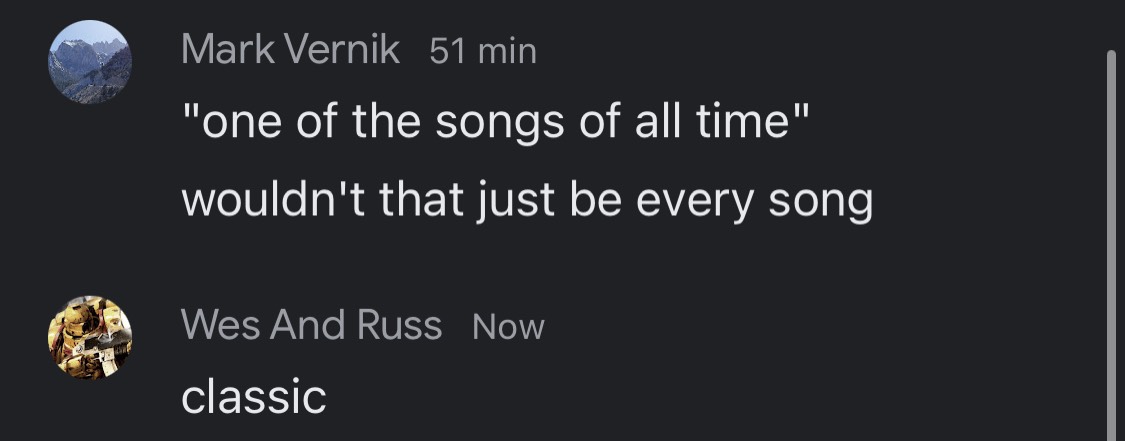 Mark Vernik 51 min
"one of the songs of all time"
wouldn't that just be every song
Wes And Russ Now
classic